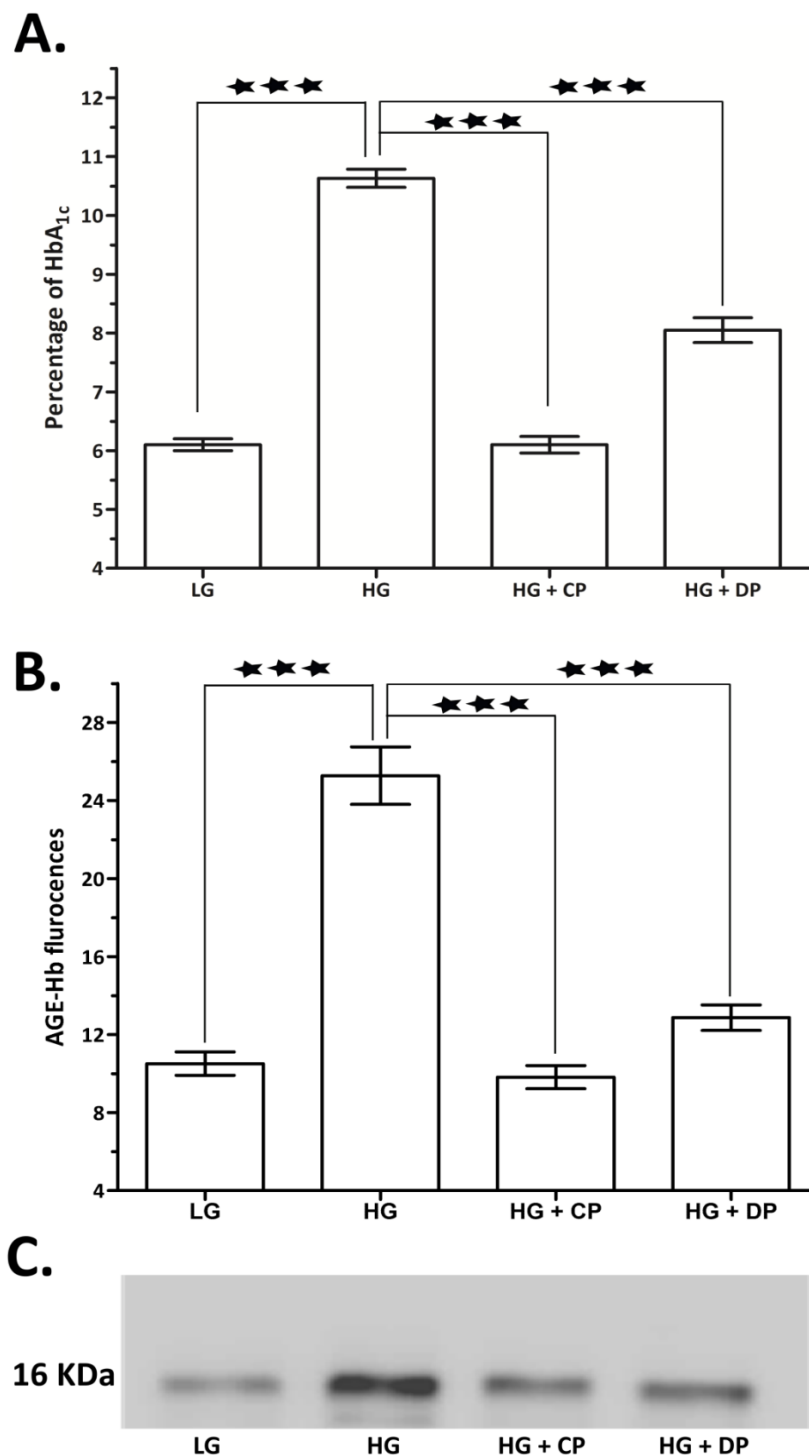 A.
★★★
★★★
★★★
12
11
10
9
8
7
6
5
4
Percentage of HbA1c
LG
HG
HG + CP
HG + DP
B.
★★★
★★★
★★★
28
24
20
16
12
8
4
AGE-Hb flurocences
LG
HG
HG + CP
HG + DP
C.
16 KDa
LG
HG
HG + CP
HG + DP